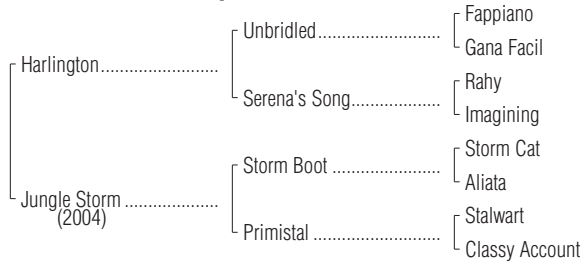 Fappiano
Unbridled..............................
Gana Facil
Harlington.............................
Rahy
Serena's Song......................
Imagining
Storm Cat
Storm Boot ..........................
Aliata
Jungle Storm .......................
(2004)
Stalwart
Primistal ...............................
Classy Account